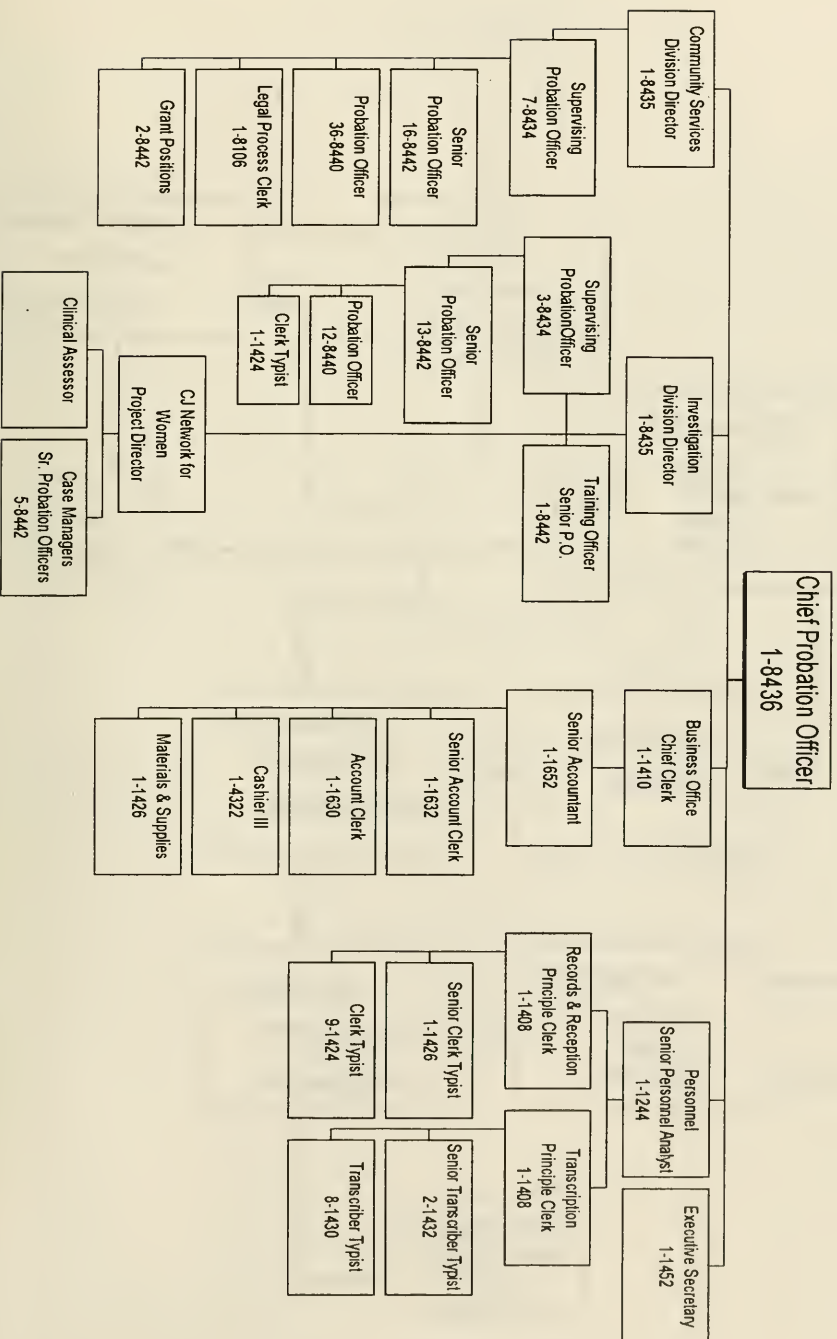 Chief Probation Officer
1-8436
Community Services
Division Director
1-8435
Supervising
Probation Officer
7-8434
Senior
Probation Officer
16-8442
Probation Officer
36-8440
Legal Process Clerk
1-8106
Grant Positions
2-8442
Investigation
Division Director
1-8435
Supervising
ProbationOfficer
3-8434
Senior
Probation Officer
13-8442
Probation Officer
12-8440
Clerk Typist
1-1424
Training Officer
Senior P.O.
1-8442
CJ Network for
Women
Project Director
Clinical Assessor
Case Managers
Sr. Probation Officers
5-8442
Business Office
Chief Clerk
1-1410
Senior Accountant
1-1652
Senior Account Clerk
1-1632
Account Clerk
1-1630
Cashier III
1-4322
Materials & Supplies
1-1426
Personnel
Senior Personnel Analyst
1-1244
Records & Reception
Prnciple Clerk
1-1408
Senior Clerk Typist
1-1426
Clerk Typist
9-1424
Transcription
Principle Clerk
1-1408
Senior Transcriber Typist
2-1432
Transcriber Typist
8-1430
Executive Secretary
1-1452